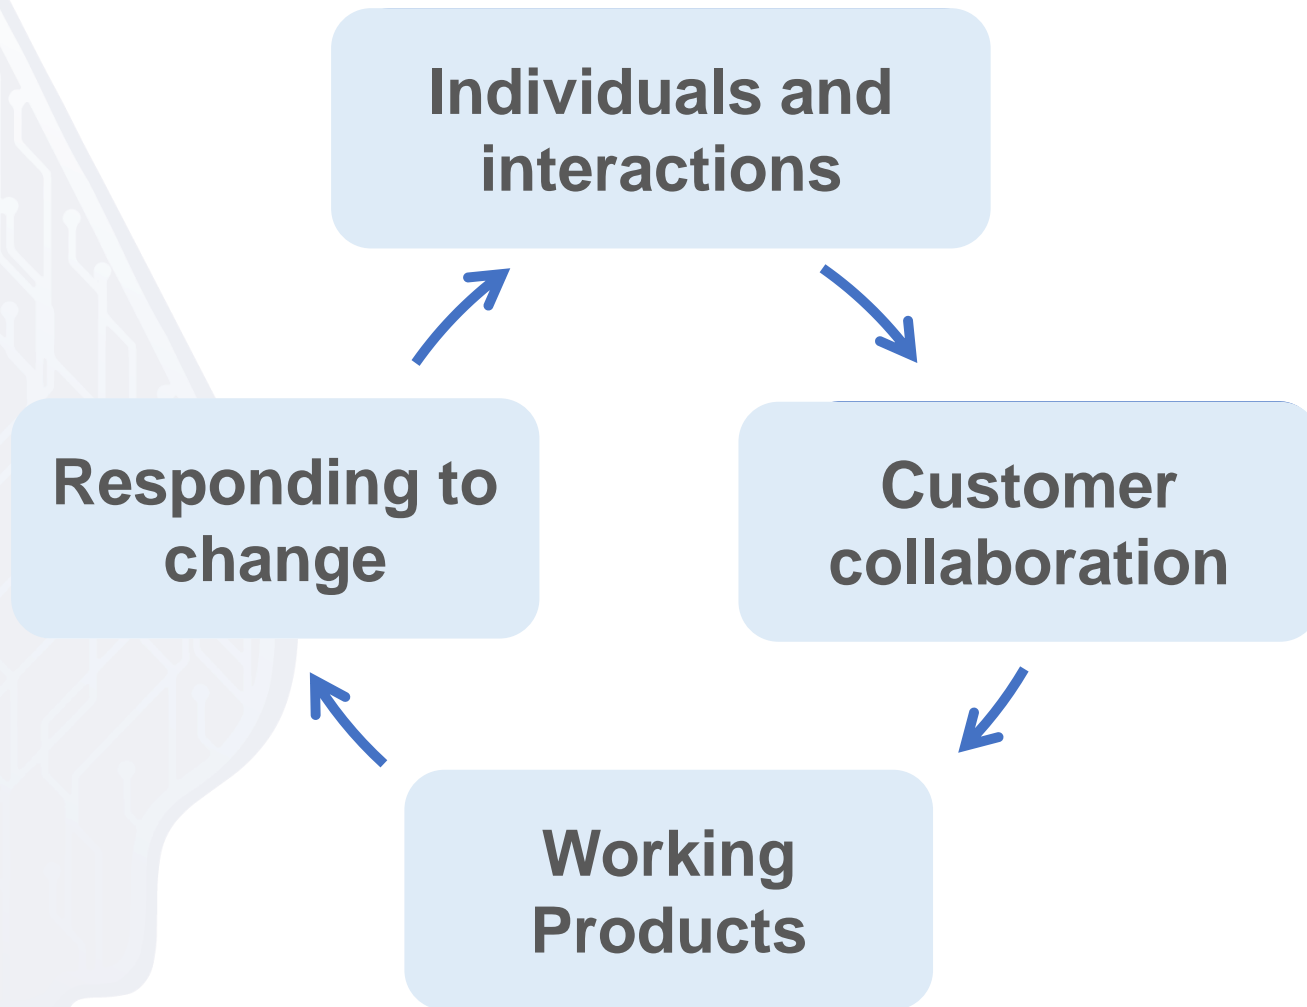 Individuals and
interactions
Responding to
change
Customer
collaboration
Working
Products